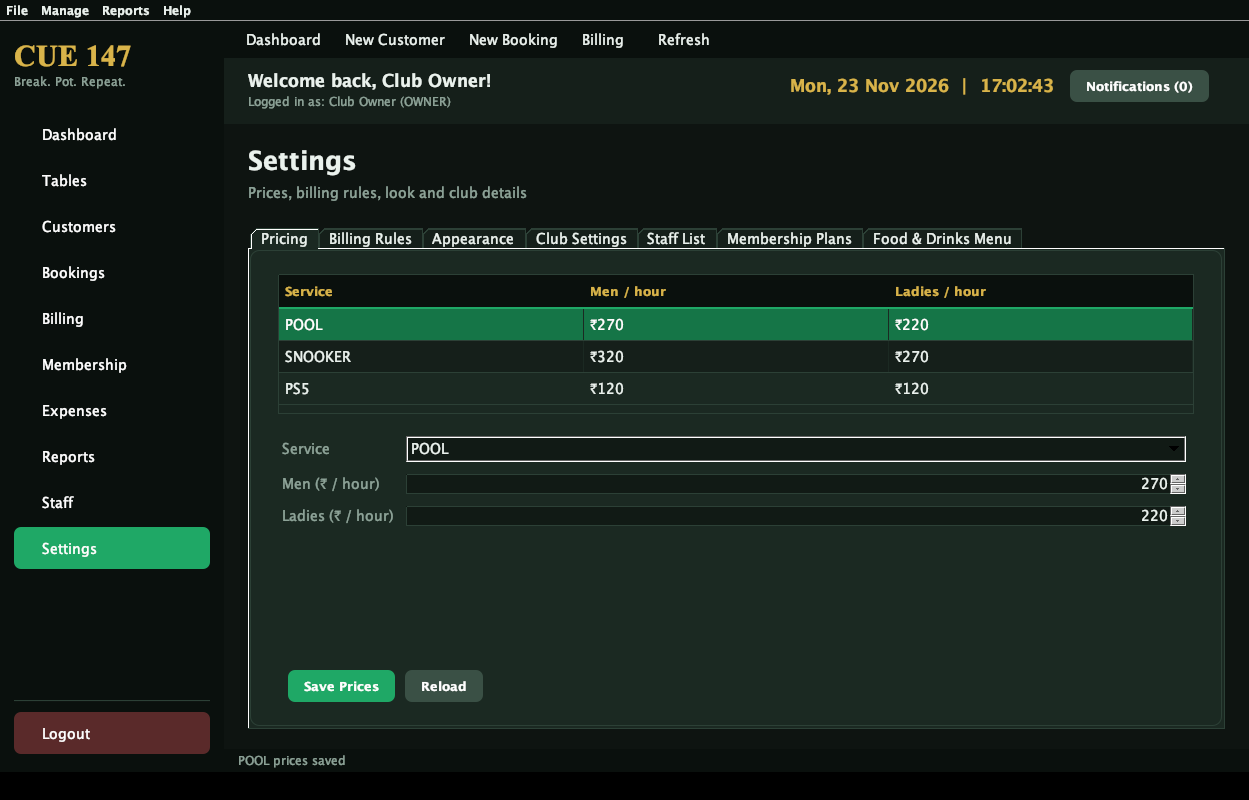 File Manage Reports Help
CUE 147
Break. Pot. Repeat.
Dashboard New Customer New Booking Billing Refresh
Welcome back, Club Owner!
Logged in as: Club Owner (OWNER)
Mon, 23 Nov 2026 | 17:02:43
Notifications (0)
Dashboard
Tables
Customers
Bookings
Billing
Membership
Expenses
Reports
Staff
Settings
Logout
Settings
Prices, billing rules, look and club details
Pricing Billing Rules Appearance Club Settings Staff List Membership Plans Food & Drinks Menu
Service Men / hour Ladies / hour
POOL ₹270 ₹220
SNOOKER ₹320 ₹270
PS5 ₹120 ₹120
Service POOL
Men (₹ / hour) 270
Ladies (₹ / hour) 220
Save Prices Reload
POOL prices saved